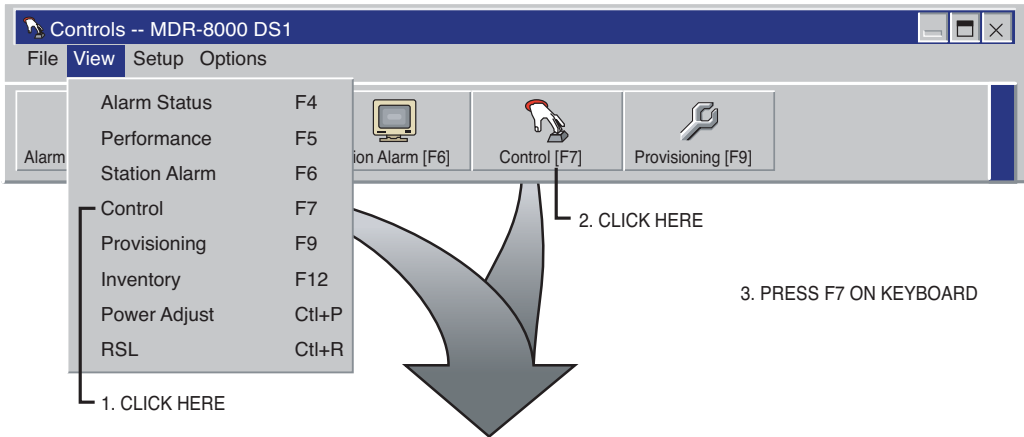 Controls -- MDR-8000 DS1
File View Setup Options
Alarm Status F4
Performance F5
Station Alarm F6
Control F7
Provisioning F9
Inventory F12
Power Adjust Ctl+P
RSL Ctl+R
Alarm
ion Alarm [F6]
Control [F7]
Provisioning [F9]
2. CLICK HERE
3. PRESS F7 ON KEYBOARD
1. CLICK HERE